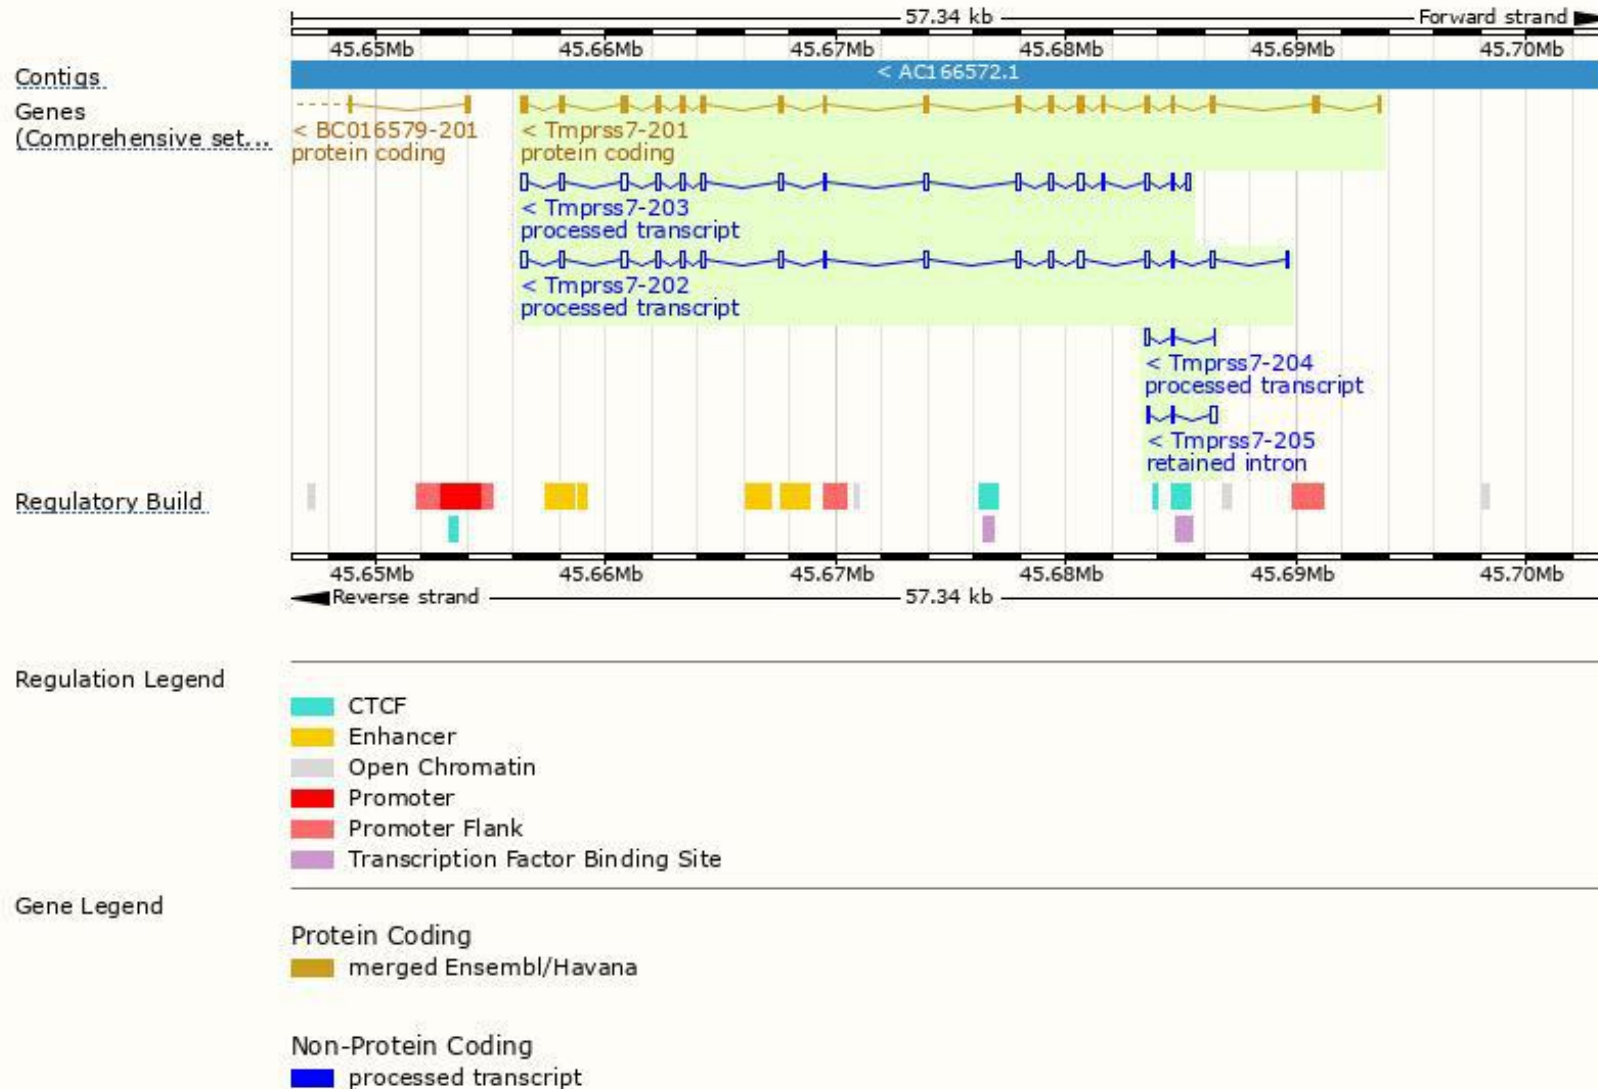 57.34 kb Forward strand
45.65Mb 45.66Mb 45.67Mb 45.68Mb 45.69Mb 45.70Mb
Contigs < AC166572.1
Genes
(Comprehensive set...
< BC016579-201 < Tmprss7-201
protein coding protein coding
< Tmprss7-203
processed transcript
< Tmprss7-202
processed transcript
< Tmprss7-204
processed transcript
< Tmprss7-205
retained intron
Regulatory Build
45.65Mb 45.66Mb 45.67Mb 45.68Mb 45.69Mb 45.70Mb
Reverse strand 57.34 kb
Regulation Legend
CTCF
Enhancer
Open Chromatin
Promoter
Promoter Flank
Transcription Factor Binding Site
Gene Legend
Protein Coding
merged Ensembl/Havana
Non-Protein Coding
processed transcript